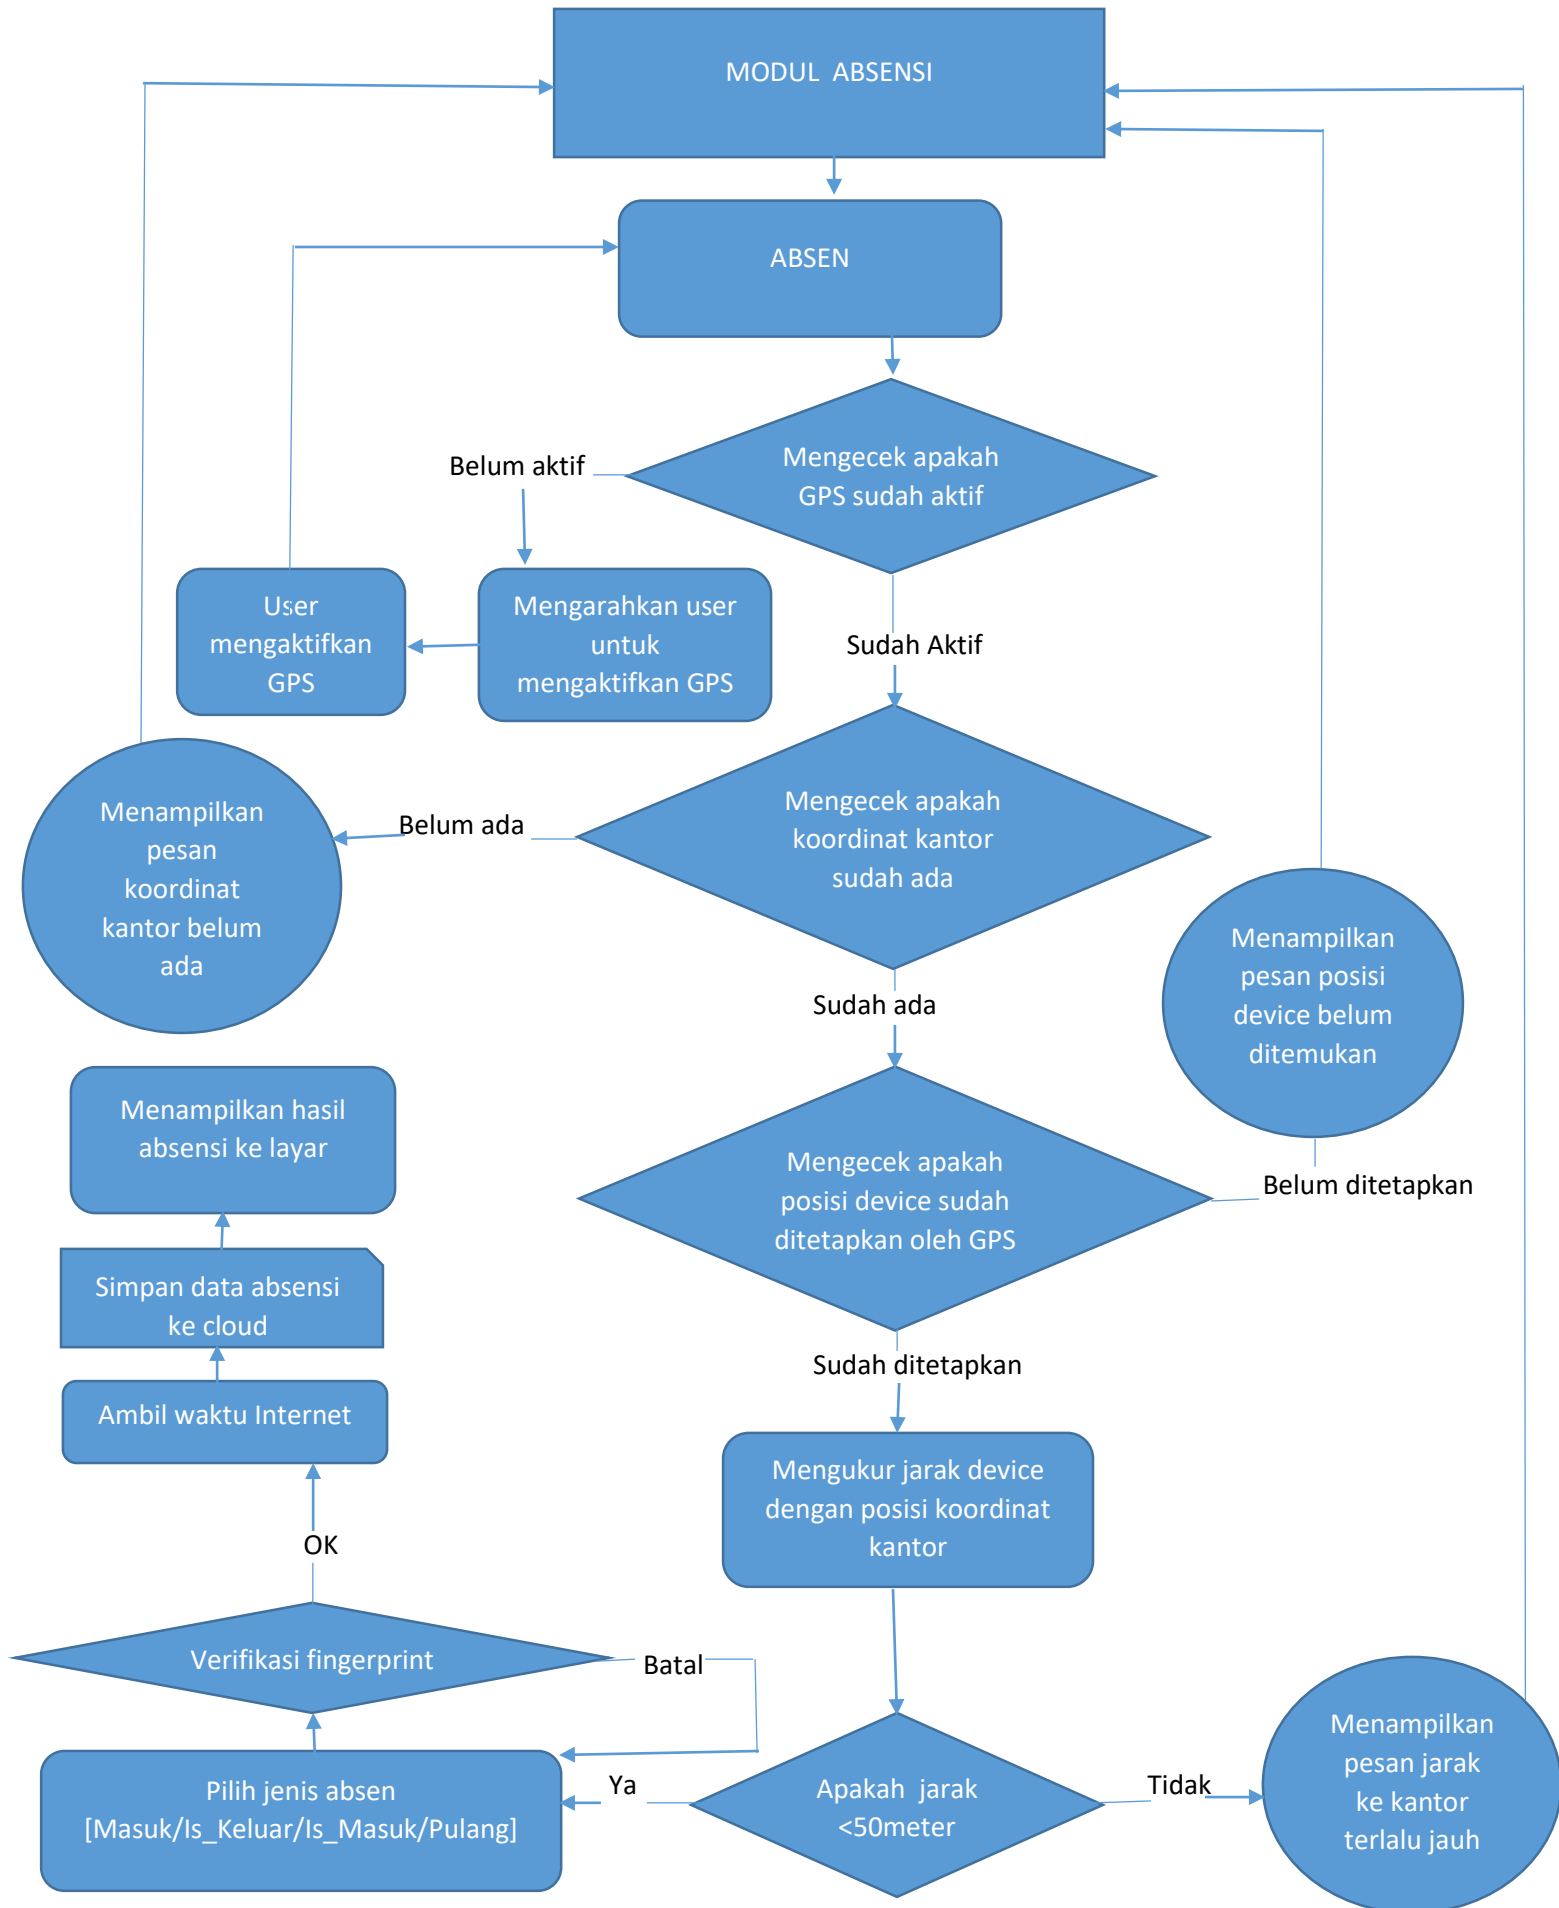 MODUL ABSENSI
ABSEN
Mengecek apakah
GPS sudah aktif
Belum aktif
Mengarahkan user
untuk
mengaktifkan GPS
User
mengaktifkan
GPS
Sudah Aktif
Mengecek apakah
koordinat kantor
sudah ada
Belum ada
Menampilkan
pesan
koordinat
kantor belum
ada
Sudah ada
Mengecek apakah
posisi device sudah
ditetapkan oleh GPS
Belum ditetapkan
Menampilkan
pesan posisi
device belum
ditemukan
Sudah ditetapkan
Mengukur jarak device
dengan posisi koordinat
kantor
Apakah jarak
<50meter
Tidak
Menampilkan
pesan jarak
ke kantor
terlalu jauh
Ya
Pilih jenis absen
[Masuk/Is_Keluar/Is_Masuk/Pulang]
Verifikasi fingerprint
Batal
OK
Ambil waktu Internet
Simpan data absensi
ke cloud
Menampilkan hasil
absensi ke layar